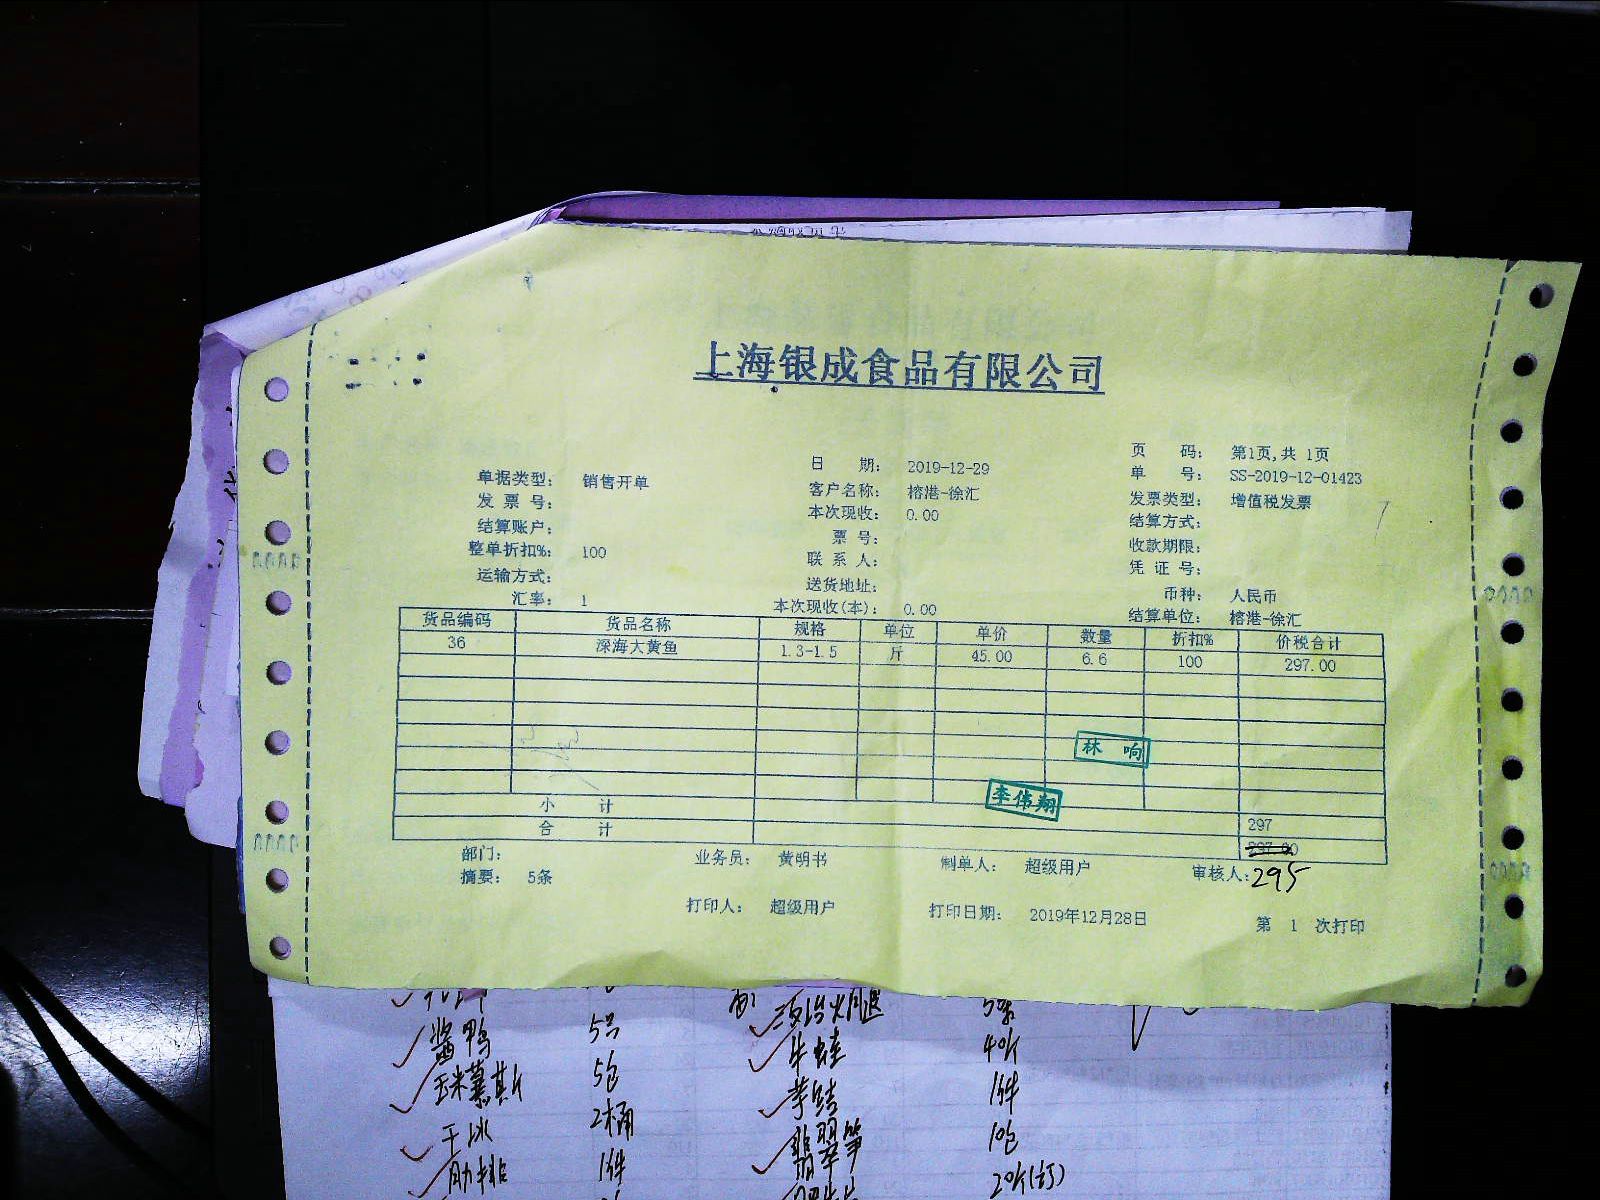 上海银成食品有限公司
单据类型： 销售开单 日 期： 2019-12-29 页 码： 第1页,共 1页
发 票 号： 客户名称： 榕港-徐汇 单 号： SS-2019-12-01423
结算账户： 本次现收： 0.00 发票类型： 增值税发票
整单折扣%： 100 票 号： 结算方式：
运输方式： 联 系 人： 收款期限：
汇率： 1 送货地址： 凭 证 号：
本次现收(本)： 0.00 币种： 人民币
结算单位： 榕港-徐汇
货品编码 货品名称 规格 单位 单价 数量 折扣% 价税合计
36 深海大黄鱼 1.3-1.5 斤 45.00 6.6 100 297.00
林 响
李伟翔
小 计 297
合 计 297.00
部门： 业务员： 黄明书 制单人： 超级用户 审核人： 295
摘要： 5条
打印人： 超级用户 打印日期： 2019年12月28日 第 1 次打印
酱鸭 5只 牛蛙 40个
5包 1件
干冰 2桶 翡翠笋 10包
肋排 1件